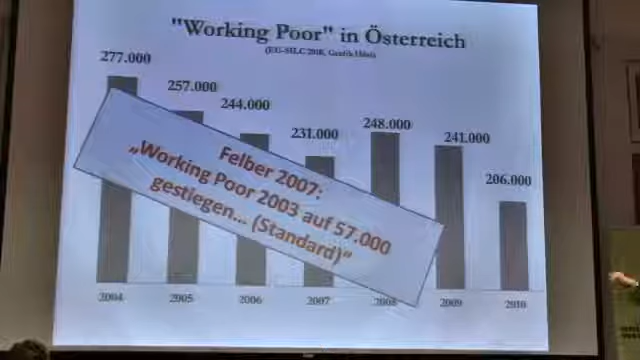 "Working Poor" in Österreich
(EU-SILC 2010, Grafik Hörl)
277.000
257.000
244.000
231.000
248.000
241.000
206.000
Felber 2007:
„Working Poor 2003 auf 57.000
gestiegen... (Standard)“
2004 2005 2006 2007 2008 2009 2010